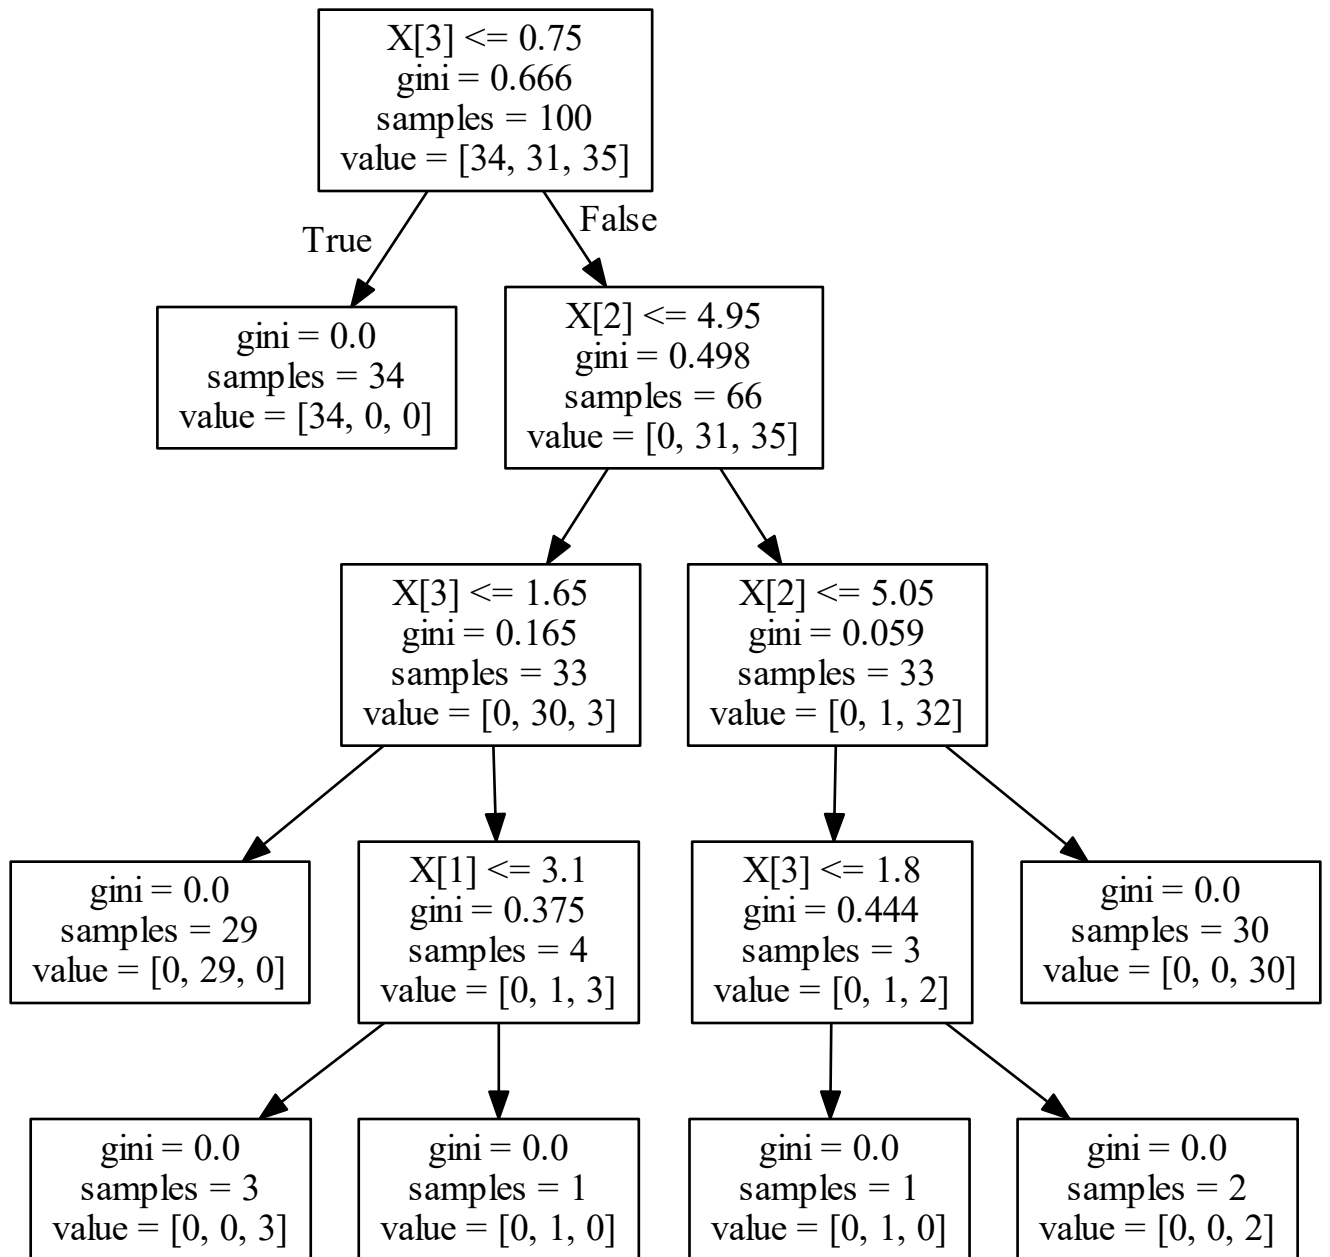 X[3] <= 0.75
gini = 0.666
samples = 100
value = [34, 31, 35]
True
False
gini = 0.0
samples = 34
value = [34, 0, 0]
X[2] <= 4.95
gini = 0.498
samples = 66
value = [0, 31, 35]
X[3] <= 1.65
gini = 0.165
samples = 33
value = [0, 30, 3]
X[2] <= 5.05
gini = 0.059
samples = 33
value = [0, 1, 32]
gini = 0.0
samples = 29
value = [0, 29, 0]
X[1] <= 3.1
gini = 0.375
samples = 4
value = [0, 1, 3]
X[3] <= 1.8
gini = 0.444
samples = 3
value = [0, 1, 2]
gini = 0.0
samples = 30
value = [0, 0, 30]
gini = 0.0
samples = 3
value = [0, 0, 3]
gini = 0.0
samples = 1
value = [0, 1, 0]
gini = 0.0
samples = 1
value = [0, 1, 0]
gini = 0.0
samples = 2
value = [0, 0, 2]